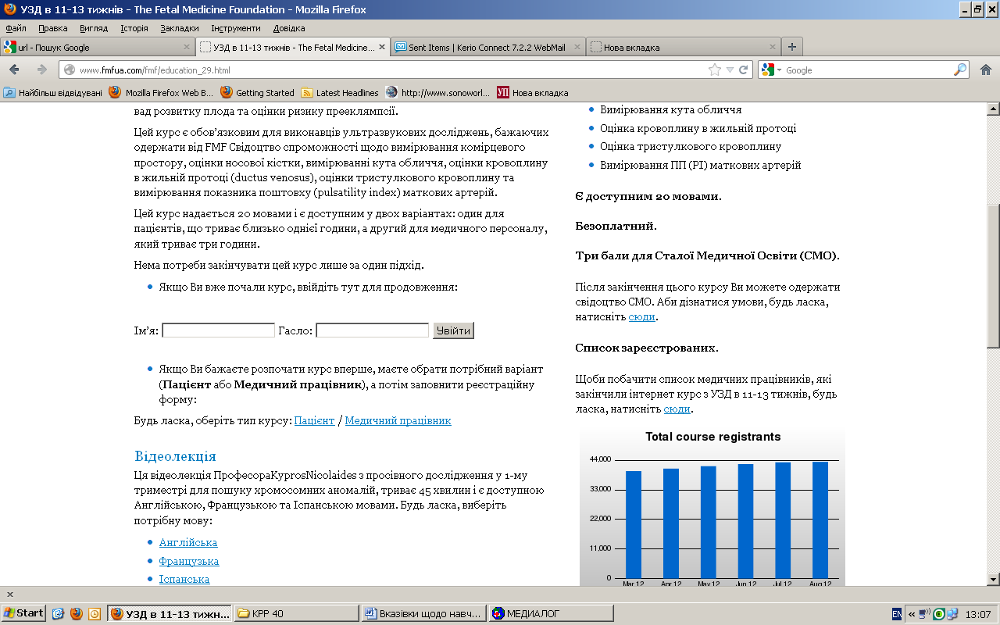 УЗД в 11-13 тижнів - The Fetal Medicine Foundation - Mozilla Firefox
Файл Правка Вигляд Історія Закладки Інструменти Довідка
url - Пошук Google
УЗД в 11-13 тижнів - The Fetal Medicine...
Sent Items | Kerio Connect 7.2.2 WebMail
Нова вкладка
www.fmfua.com/fmf/education_29.html
Google
Найбільш відвідувані Mozilla Firefox Web B... Getting Started Latest Headlines http://www.sonoworl... УП Нова вкладка
вад розвитку плода та оцінки ризику прееклямпсії.
Цей курс є обов’язковим для виконавців ультразвукових досліджень, бажаючих
одержати від FMF Свідоцтво спроможності щодо вимірювання комірцевого
простору, оцінки носової кістки, вимірюванні кута обличчя, оцінки кровоплину
в жильній протоці (ductus venosus), оцінки тристулкового кровоплину та
вимірювання показника поштовху (pulsatility index) маткових артерій.
Цей курс надається 20 мовами і є доступним у двох варіантах: один для
пацієнтів, що триває близько однієї години, а другий для медичного персоналу,
який триває три години.
Нема потреби закінчувати цей курс лише за один підхід.
Якщо Ви вже почали курс, ввійдіть тут для продовження:
Ім’я: Гасло: Увійти
Якщо Ви бажаєте розпочати курс вперше, маєте обрати потрібний варіант
(Пацієнт або Медичний працівник), а потім заповнити реєстраційну
форму:
Будь ласка, оберіть тип курсу: Пацієнт / Медичний працівник
Відеолекція
Ця відеолекція ПрофесораKyprosNicolaides з просівного дослідження у 1-му
триместрі для пошуку хромосомних аномалій, триває 45 хвилин і є доступною
Англійською, Французькою та Іспанською мовами. Будь ласка, виберіть
потрібну мову:
Англійська
Французька
Іспанська
Вимірювання кута обличчя
Оцінка кровоплину в жильній протоці
Оцінка тристулкового кровоплину
Вимірювання ПП (PI) маткових артерій
Є доступним 20 мовами.
Безоплатний.
Три бали для Сталої Медичної Освіти (СМО).
Після закінчення цього курсу Ви можете одержати
свідоцтво СМО. Аби дізнатися умови, будь ласка,
натисніть сюди.
Список зареєстрованих.
Щоби побачити список медичних працівників, які
закінчили інтернет курс з УЗД в 11-13 тижнів, будь
ласка, натисніть сюди.
Total course registrants
44,000
33,000
22,000
11,000
0
Mar 12 Apr 12 May 12 Jun 12 Jul 12 Aug 12
Start
УЗД в 11-13 тижн...
КРР 40
Вказівки щодо навч...
МЕДИАЛОГ
EN
13:07